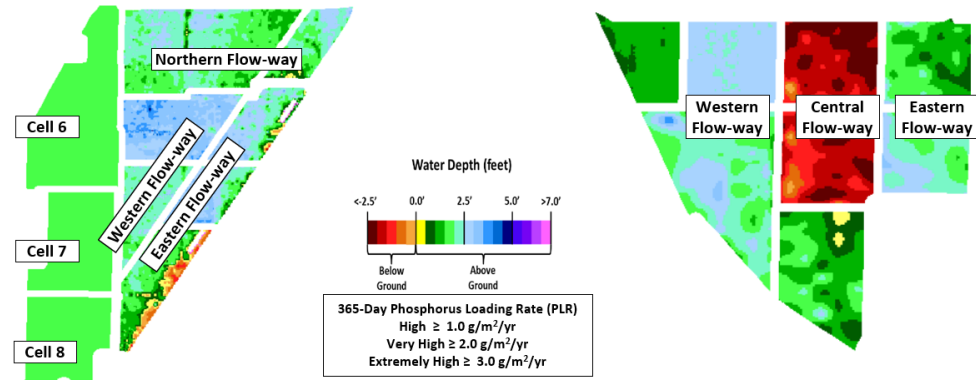 Northern Flow-way
Cell 6
Western Flow-way
Eastern Flow-way
Cell 7
Cell 8
Water Depth (feet)
<-2.5' 0.0' 2.5' 5.0' >7.0'
Below
Ground
Above
Ground
365-Day Phosphorus Loading Rate (PLR)
High ≥ 1.0 g/m²/yr
Very High ≥ 2.0 g/m²/yr
Extremely High ≥ 3.0 g/m²/yr
Western
Flow-way
Central
Flow-way
Eastern
Flow-way